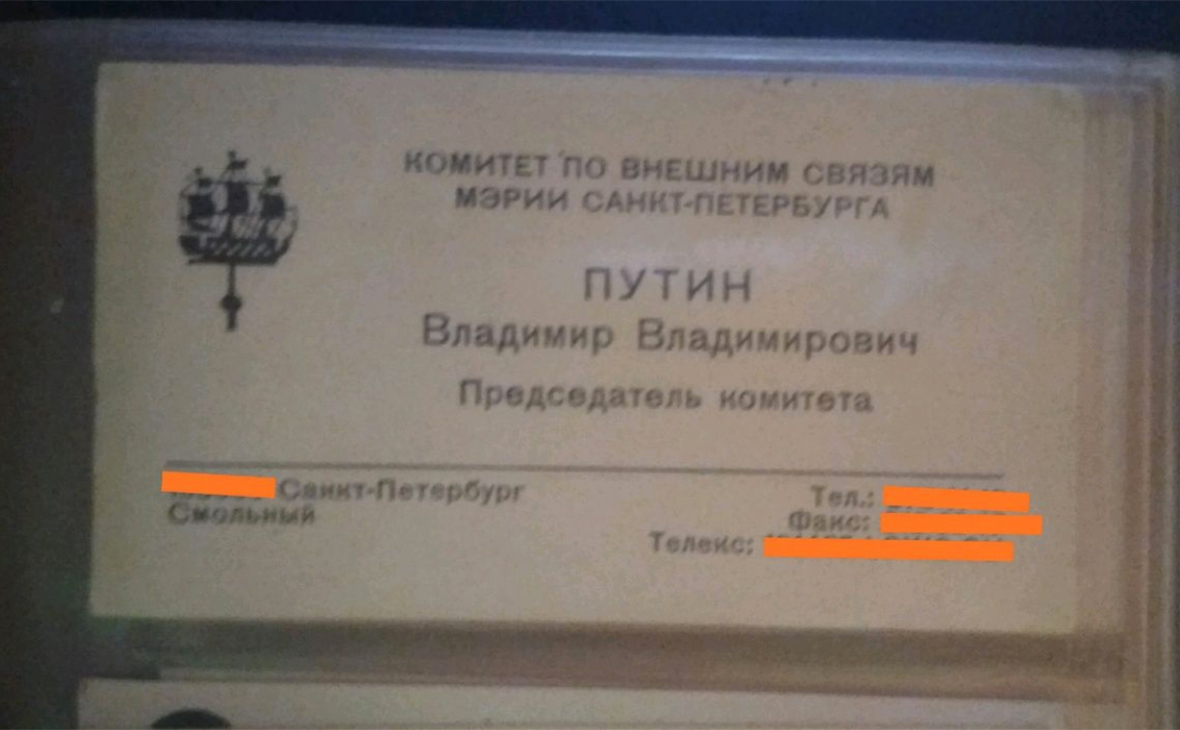 КОМИТЕТ ПО ВНЕШНИМ СВЯЗЯМ
МЭРИИ САНКТ-ПЕТЕРБУРГА
ПУТИН
Владимир Владимирович
Председатель комитета
Санкт-Петербург
Смольный
Тел.:
Факс:
Телекс: